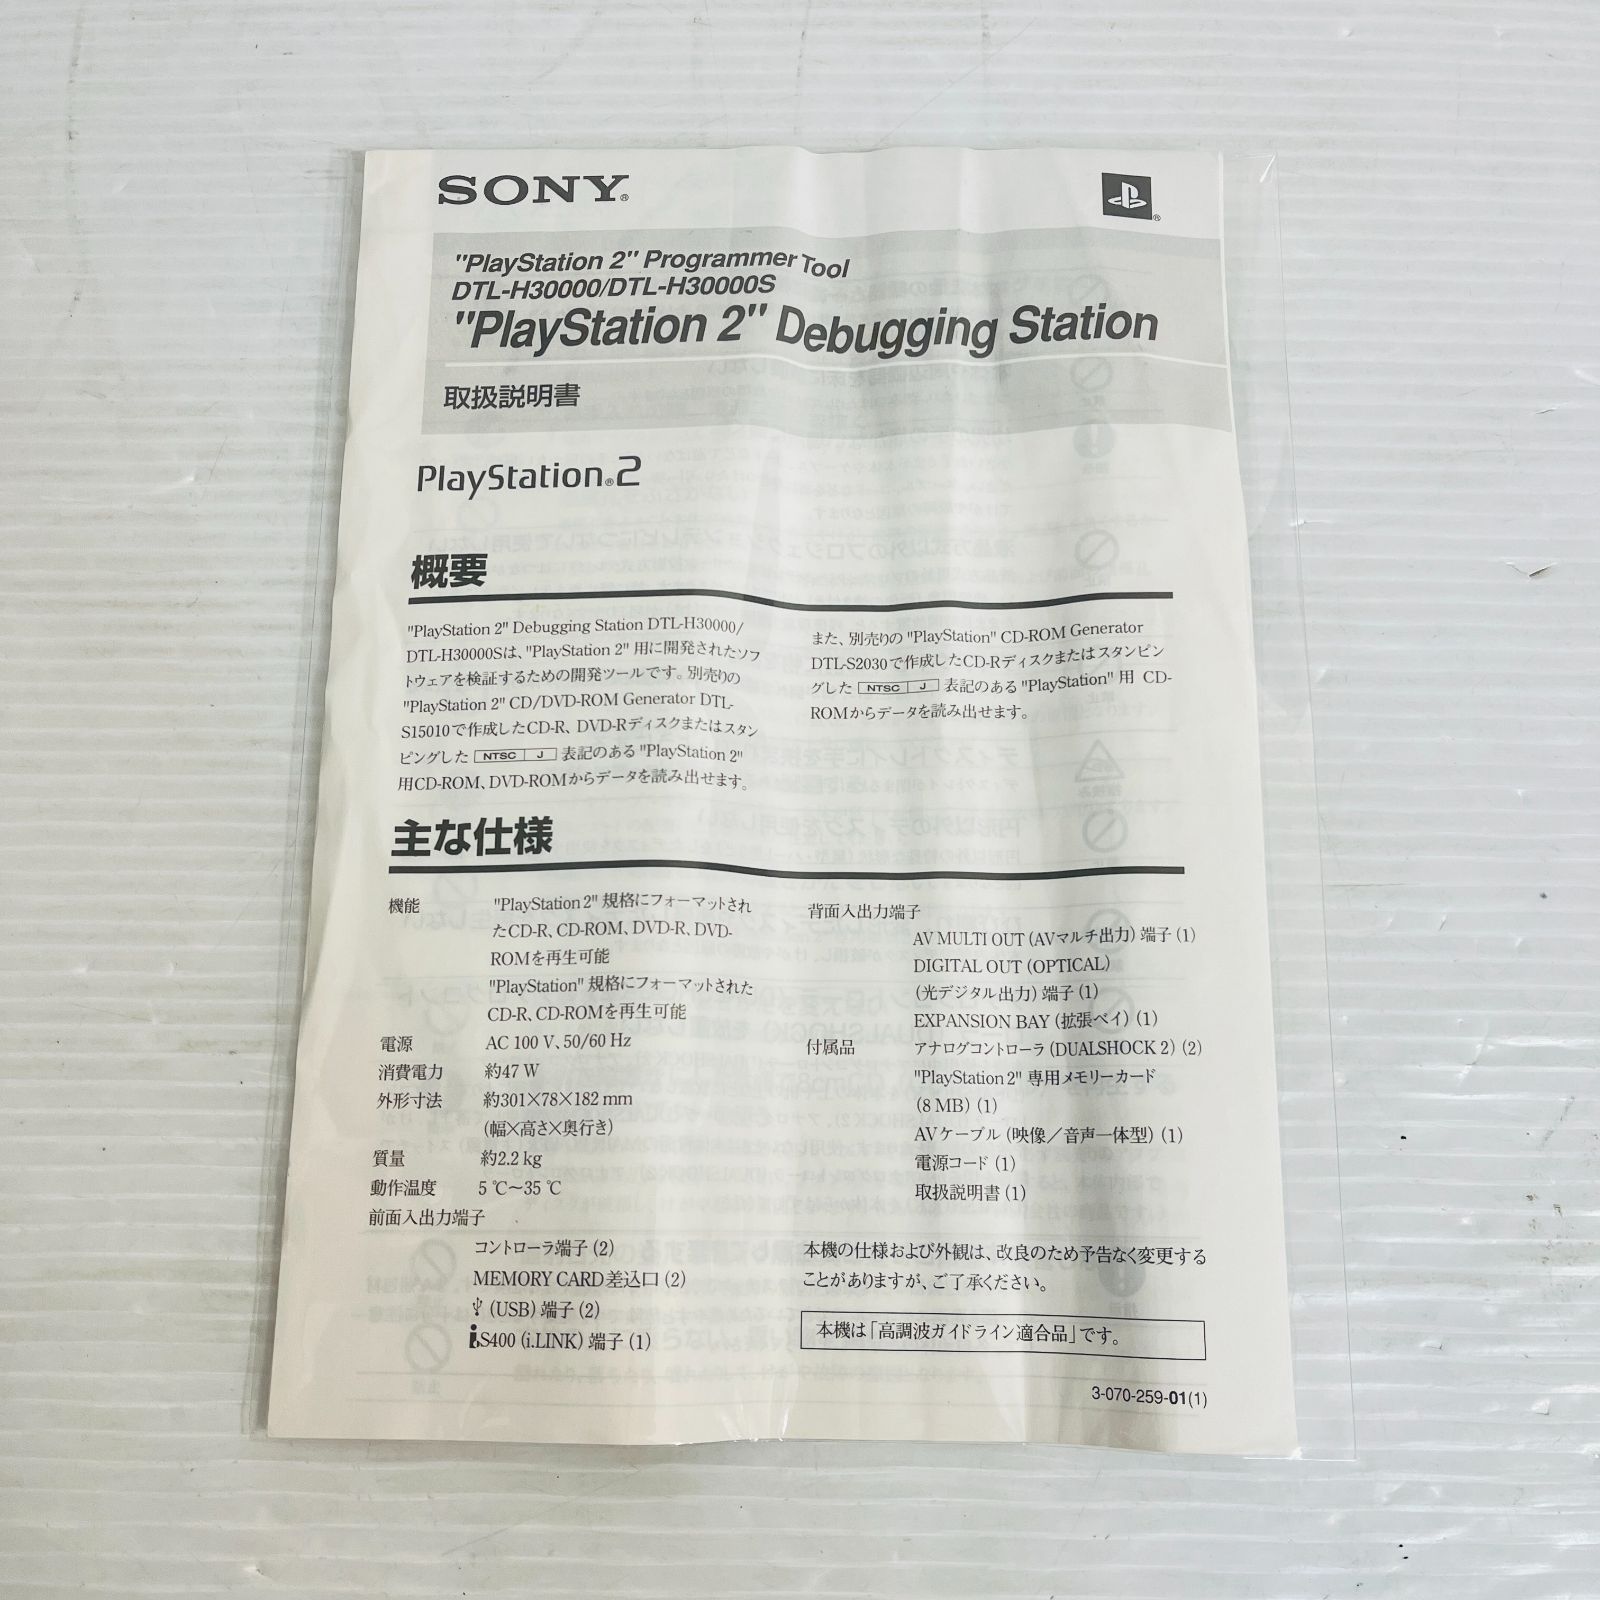 SONY®
"PlayStation 2" Programmer Tool
DTL-H30000/DTL-H30000S
"PlayStation 2" Debugging Station
取扱説明書
PlayStation®2
概要
"PlayStation 2" Debugging Station DTL-H30000/
DTL-H30000Sは、"PlayStation 2" 用に開発されたソフ
トウェアを検証するための開発ツールです。別売りの
"PlayStation 2" CD/DVD-ROM Generator DTL-
S15010で作成したCD-R、DVD-Rディスクまたはスタン
ピングした NTSC J 表記のある "PlayStation 2"
用CD-ROM、DVD-ROMからデータを読み出せます。
また、別売りの "PlayStation" CD-ROM Generator
DTL-S2030で作成したCD-Rディスクまたはスタンピン
グした NTSC J 表記のある "PlayStation" 用 CD-
ROMからデータを読み出せます。
主な仕様
機能 "PlayStation 2" 規格にフォーマットされ
たCD-R、CD-ROM、DVD-R、DVD-
ROMを再生可能
"PlayStation" 規格にフォーマットされた
CD-R、CD-ROMを再生可能
電源 AC 100 V、50/60 Hz
消費電力 約47 W
外形寸法 約301×78×182 mm
(幅×高さ×奥行き)
質量 約2.2 kg
動作温度 5 ℃~35 ℃
前面入出力端子
コントローラ端子 (2)
MEMORY CARD差込口 (2)
(USB) 端子 (2)
i.S400 (i.LINK) 端子 (1)
背面入出力端子
AV MULTI OUT (AVマルチ出力) 端子 (1)
DIGITAL OUT (OPTICAL)
(光デジタル出力) 端子 (1)
EXPANSION BAY (拡張ベイ) (1)
付属品 アナログコントローラ (DUALSHOCK 2) (2)
"PlayStation 2" 専用メモリーカード
(8 MB) (1)
AVケーブル (映像/音声一体型) (1)
電源コード (1)
取扱説明書 (1)
本機の仕様および外観は、改良のため予告なく変更する
ことがありますが、ご了承ください。
本機は「高調波ガイドライン適合品」です。
3-070-259-01(1)